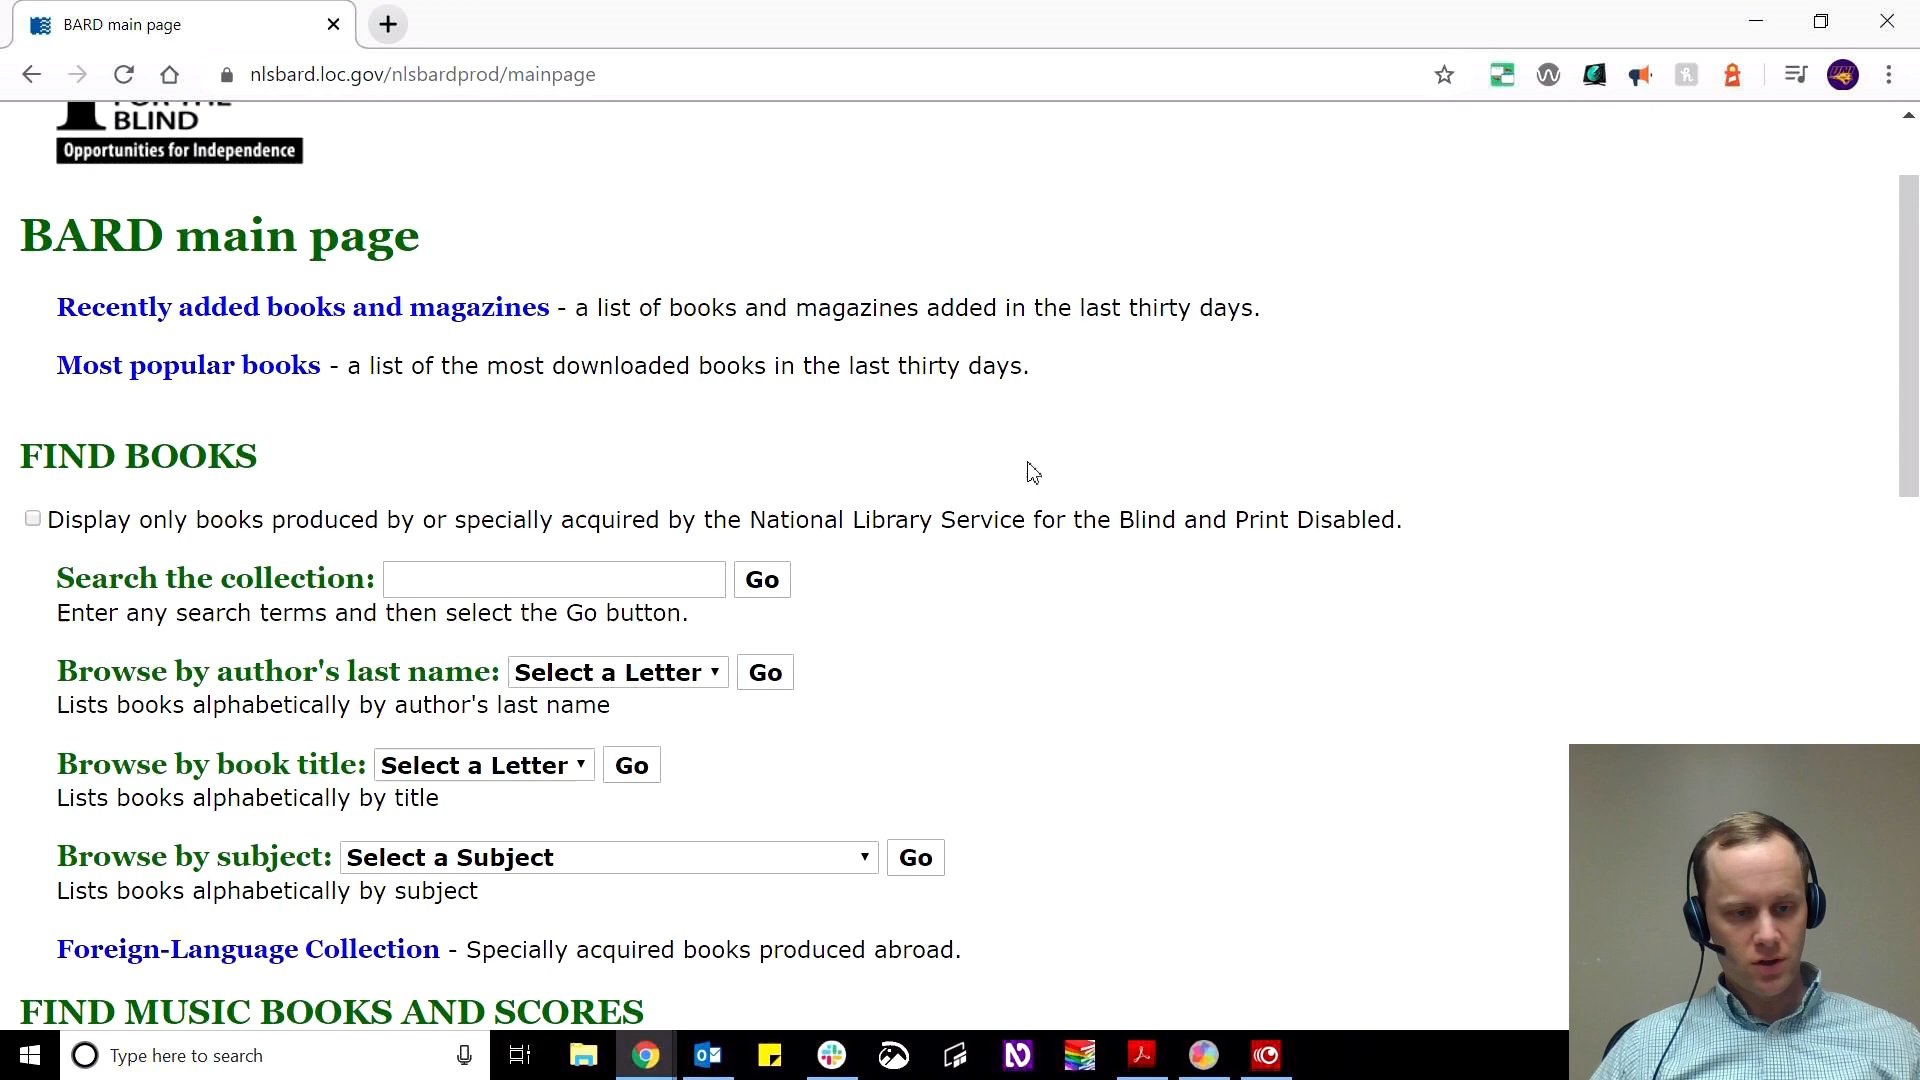 BARD main page
nlsbard.loc.gov/nlsbardprod/mainpage
FOR THE
BLIND
Opportunities for Independence
BARD main page
Recently added books and magazines - a list of books and magazines added in the last thirty days.
Most popular books - a list of the most downloaded books in the last thirty days.
FIND BOOKS
Display only books produced by or specially acquired by the National Library Service for the Blind and Print Disabled.
Search the collection: Go
Enter any search terms and then select the Go button.
Browse by author's last name: Select a Letter Go
Lists books alphabetically by author's last name
Browse by book title: Select a Letter Go
Lists books alphabetically by title
Browse by subject: Select a Subject Go
Lists books alphabetically by subject
Foreign-Language Collection - Specially acquired books produced abroad.
FIND MUSIC BOOKS AND SCORES
Type here to search